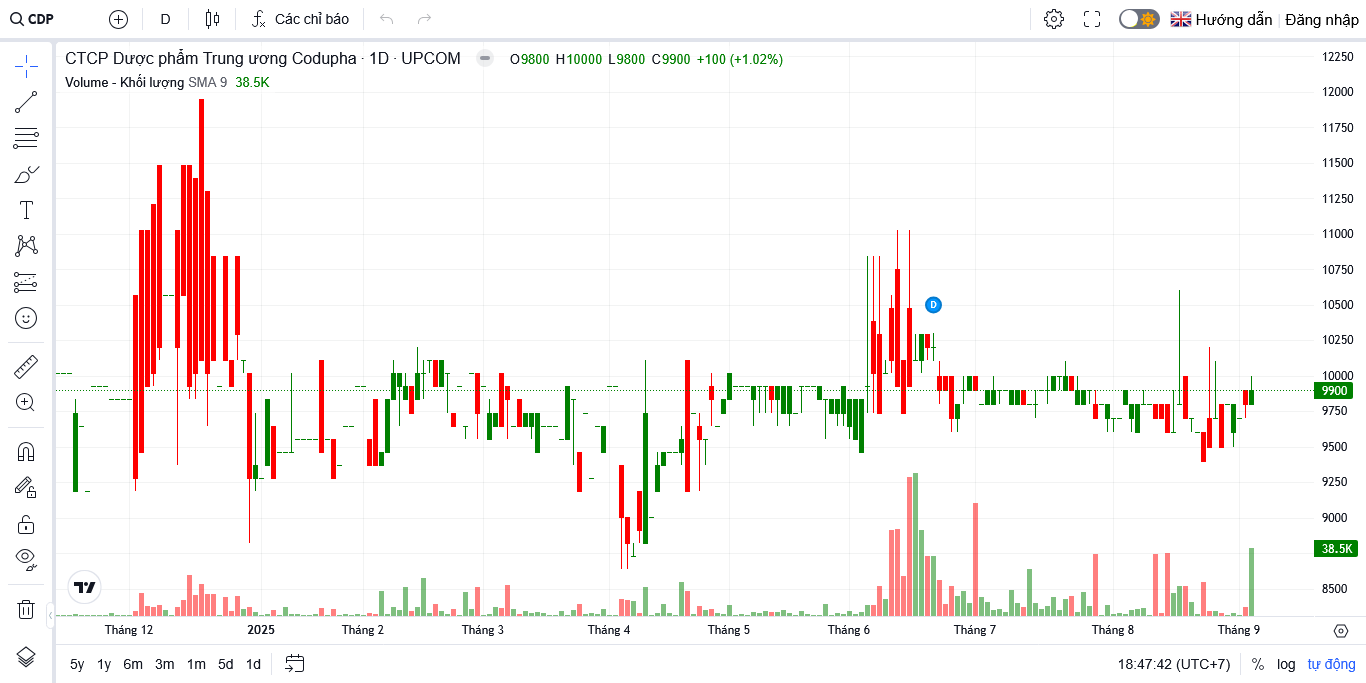 CDP D Các chỉ báo Hướng dẫn Đăng nhập
CTCP Dược phẩm Trung ương Codupha · 1D · UPCOM O9800 H10000 L9800 C9900 +100 (+1.02%)
Volume - Khối lượng SMA 9 38.5K
12250
12000
11750
11500
11250
11000
10750
10500
10250
10000
9900
9750
9500
9250
9000
38.5K
8500
D
Tháng 12 2025 Tháng 2 Tháng 3 Tháng 4 Tháng 5 Tháng 6 Tháng 7 Tháng 8 Tháng 9
5y 1y 6m 3m 1m 5d 1d 18:47:42 (UTC+7) % log tự động